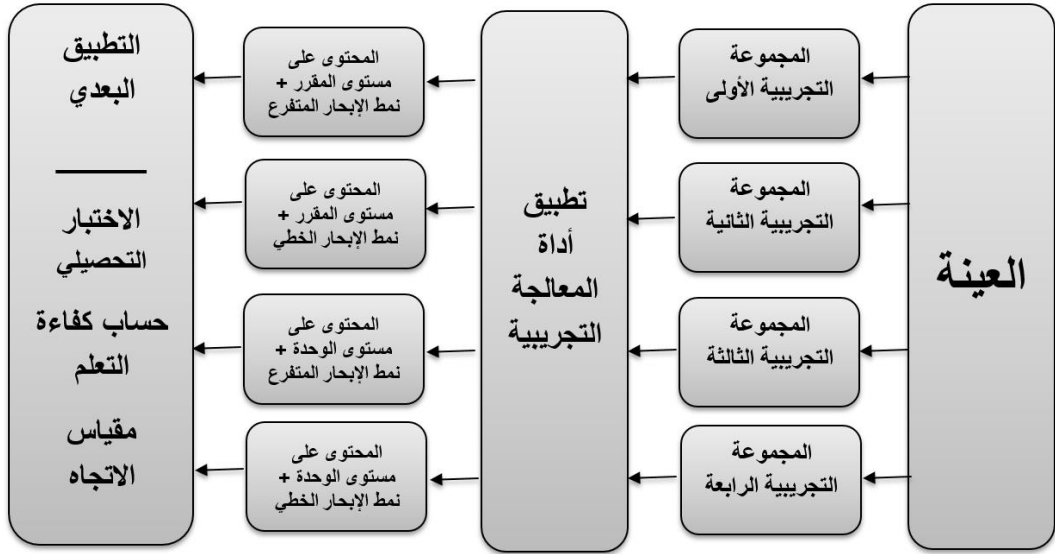 العينة
المجموعة
التجريبية الأولى
المجموعة
التجريبية الثانية
المجموعة
التجريبية الثالثة
المجموعة
التجريبية الرابعة
تطبيق
أداة
المعالجة
التجريبية
المحتوى على
مستوى المقرر +
نمط الإبحار المتفرع
المحتوى على
مستوى المقرر +
نمط الإبحار الخطي
المحتوى على
مستوى الوحدة +
نمط الإبحار المتفرع
المحتوى على
مستوى الوحدة +
نمط الإبحار الخطي
التطبيق
البعدي
الاختبار
التحصيلي
حساب كفاءة
التعلم
مقياس
الاتجاه